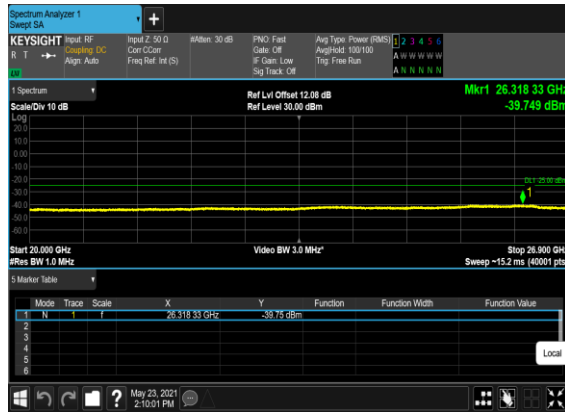 Spectrum Analyzer 1
Swept SA
+
KEYSIGHT Input: RF Input Z: 50 Ω #Atten: 30 dB PNO: Fast Avg Type: Power (RMS) 1 2 3 4 5 6
R T Coupling: DC Corr CCorr Gate: Off Avg|Hold: 100/100 A W W W W W
Align: Auto Freq Ref: Int (S) IF Gain: Low Trig: Free Run
Sig Track: Off A N N N N N
1 Spectrum Ref Lvl Offset 12.08 dB Mkr1 26.318 33 GHz
Scale/Div 10 dB Ref Level 30.00 dBm -39.749 dBm
Log
20.0
10.0
0.00
-10.0
-20.0
DL1 -25.00 dBm
-30.0
1
-40.0
-50.0
-60.0
Start 20.000 GHz Video BW 3.0 MHz* Stop 26.900 GHz
#Res BW 1.0 MHz Sweep ~15.2 ms (40001 pts)
5 Marker Table
Mode Trace Scale X Y Function Function Width Function Value
1 N 1 f 26.318 33 GHz -39.75 dBm
2
3
4
5
6
Local
? May 23, 2021
2:10:01 PM